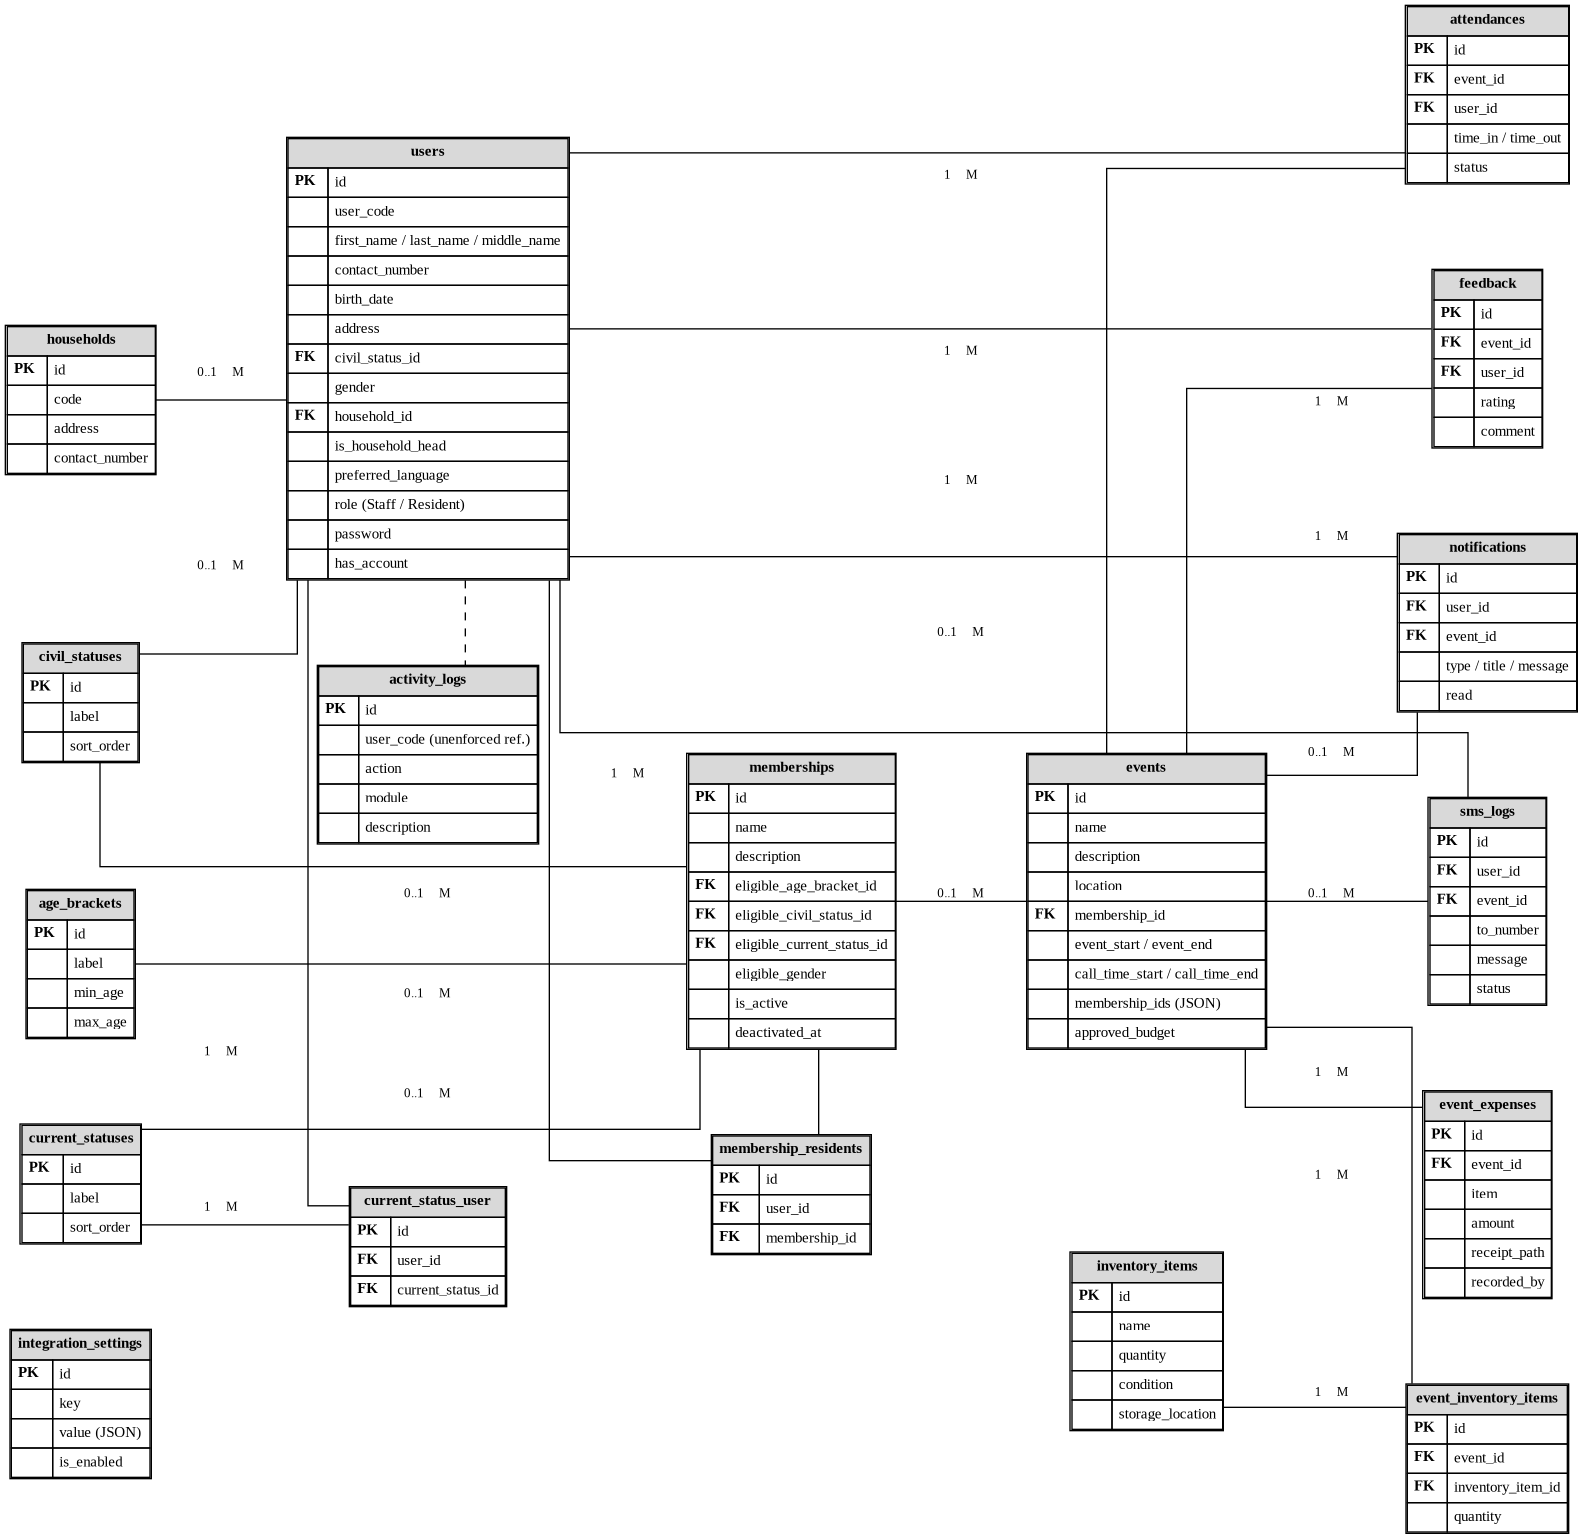 attendances
PK id
FK event_id
FK user_id
time_in / time_out
status
users
PK id
user_code
first_name / last_name / middle_name
contact_number
birth_date
address
FK civil_status_id
gender
FK household_id
is_household_head
preferred_language
role (Staff / Resident)
password
has_account
1 M
feedback
PK id
FK event_id
FK user_id
rating
comment
1 M
1 M
households
PK id
code
address
contact_number
0..1 M
1 M
1 M
notifications
PK id
FK user_id
FK event_id
type / title / message
read
0..1 M
0..1 M
civil_statuses
PK id
label
sort_order
activity_logs
PK id
user_code (unenforced ref.)
action
module
description
1 M
memberships
PK id
name
description
FK eligible_age_bracket_id
FK eligible_civil_status_id
FK eligible_current_status_id
eligible_gender
is_active
deactivated_at
events
PK id
name
description
location
FK membership_id
event_start / event_end
call_time_start / call_time_end
membership_ids (JSON)
approved_budget
0..1 M
sms_logs
PK id
FK user_id
FK event_id
to_number
message
status
0..1 M
0..1 M
0..1 M
age_brackets
PK id
label
min_age
max_age
0..1 M
1 M
1 M
0..1 M
event_expenses
PK id
FK event_id
item
amount
receipt_path
recorded_by
current_statuses
PK id
label
sort_order
membership_residents
PK id
FK user_id
FK membership_id
1 M
1 M
current_status_user
PK id
FK user_id
FK current_status_id
inventory_items
PK id
name
quantity
condition
storage_location
integration_settings
PK id
key
value (JSON)
is_enabled
1 M
event_inventory_items
PK id
FK event_id
FK inventory_item_id
quantity